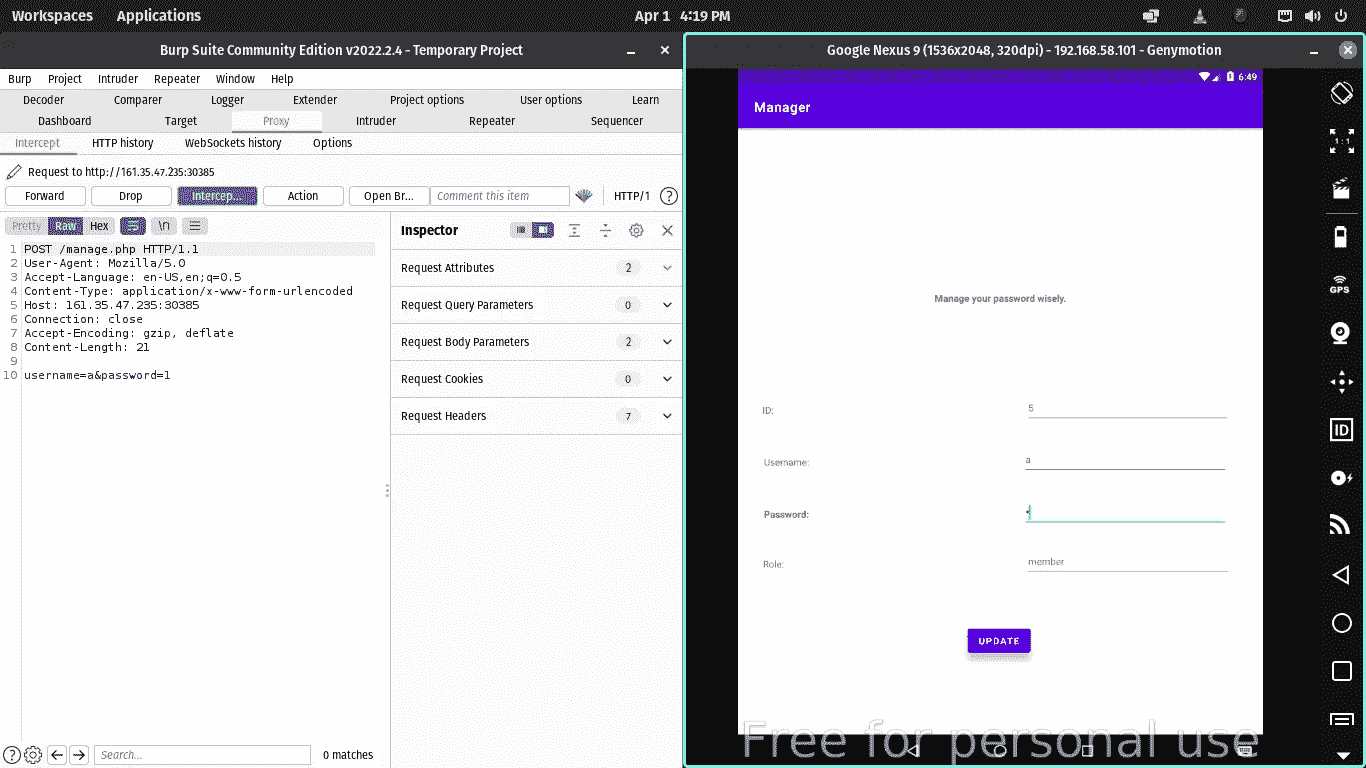 Workspaces Applications Apr 1 4:19 PM
Burp Suite Community Edition v2022.2.4 - Temporary Project
Burp Project Intruder Repeater Window Help
Decoder Comparer Logger Extender Project options User options Learn
Dashboard Target Proxy Intruder Repeater Sequencer
Intercept HTTP history WebSockets history Options
Request to http://161.35.47.235:30385
Forward Drop Intercep... Action Open Br... Comment this item HTTP/1 ?
Pretty Raw Hex \n
1 POST /manage.php HTTP/1.1
2 User-Agent: Mozilla/5.0
3 Accept-Language: en-US,en;q=0.5
4 Content-Type: application/x-www-form-urlencoded
5 Host: 161.35.47.235:30385
6 Connection: close
7 Accept-Encoding: gzip, deflate
8 Content-Length: 21
9
10 username=a&password=1
Inspector
Request Attributes 2
Request Query Parameters 0
Request Body Parameters 2
Request Cookies 0
Request Headers 7
? Search... 0 matches
Google Nexus 9 (1536x2048, 320dpi) - 192.168.58.101 - Genymotion
6:49
Manager
Manage your password wisely.
ID: 5
Username: a
Password:
Role: member
UPDATE
Free for personal use
1:1
GPS
ID